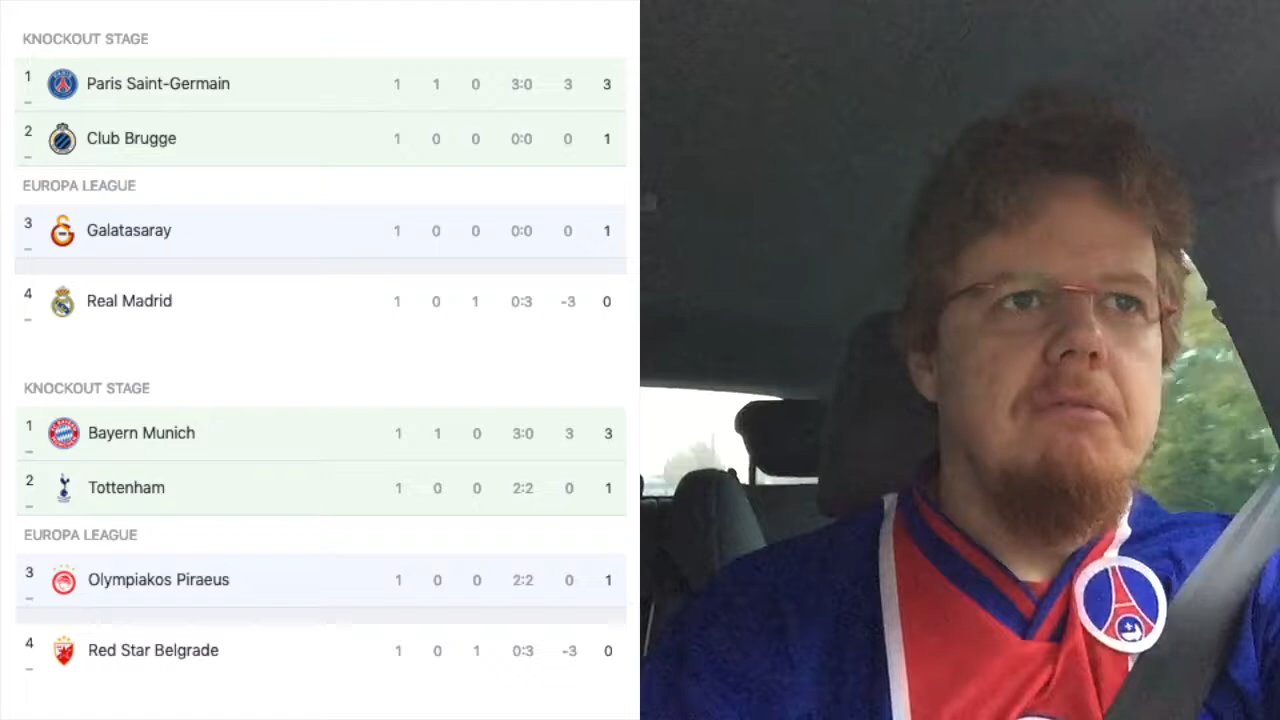 KNOCKOUT STAGE
1 Paris Saint-Germain 1 1 0 3:0 3 3
2 Club Brugge 1 0 0 0:0 0 1
EUROPA LEAGUE
3 Galatasaray 1 0 0 0:0 0 1
4 Real Madrid 1 0 1 0:3 -3 0
KNOCKOUT STAGE
1 Bayern Munich 1 1 0 3:0 3 3
2 Tottenham 1 0 0 2:2 0 1
EUROPA LEAGUE
3 Olympiakos Piraeus 1 0 0 2:2 0 1
4 Red Star Belgrade 1 0 1 0:3 -3 0